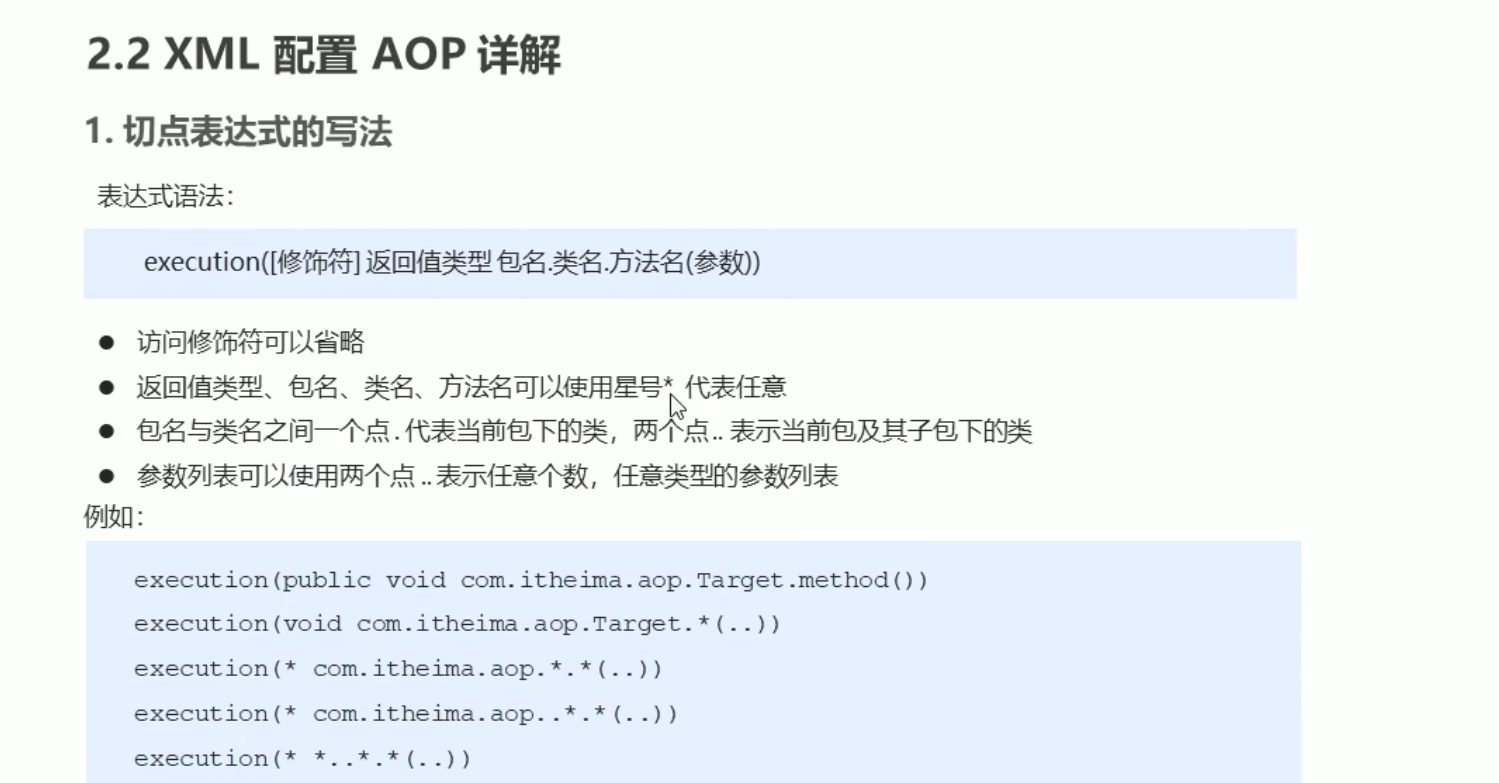 2.2 XML 配置 AOP 详解
1. 切点表达式的写法
表达式语法：
execution([修饰符] 返回值类型 包名.类名.方法名(参数))
● 访问修饰符可以省略
● 返回值类型、包名、类名、方法名可以使用星号* 代表任意
● 包名与类名之间一个点 . 代表当前包下的类，两个点 .. 表示当前包及其子包下的类
● 参数列表可以使用两个点 .. 表示任意个数，任意类型的参数列表
例如：
execution(public void com.itheima.aop.Target.method())
execution(void com.itheima.aop.Target.*(..))
execution(* com.itheima.aop.*.*(..))
execution(* com.itheima.aop..*.*(..))
execution(* *..*.*(..))